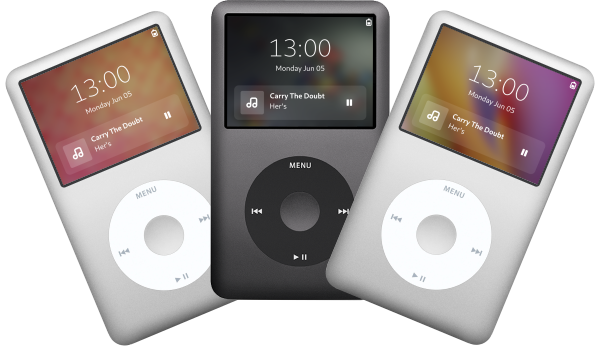 13:00
Monday Jun 05
Carry The Doubt
Her's
MENU
13:00
Monday Jun 05
Carry The Doubt
Her's
MENU
13:00
Monday Jun 05
Carry The Doubt
Her's
MENU